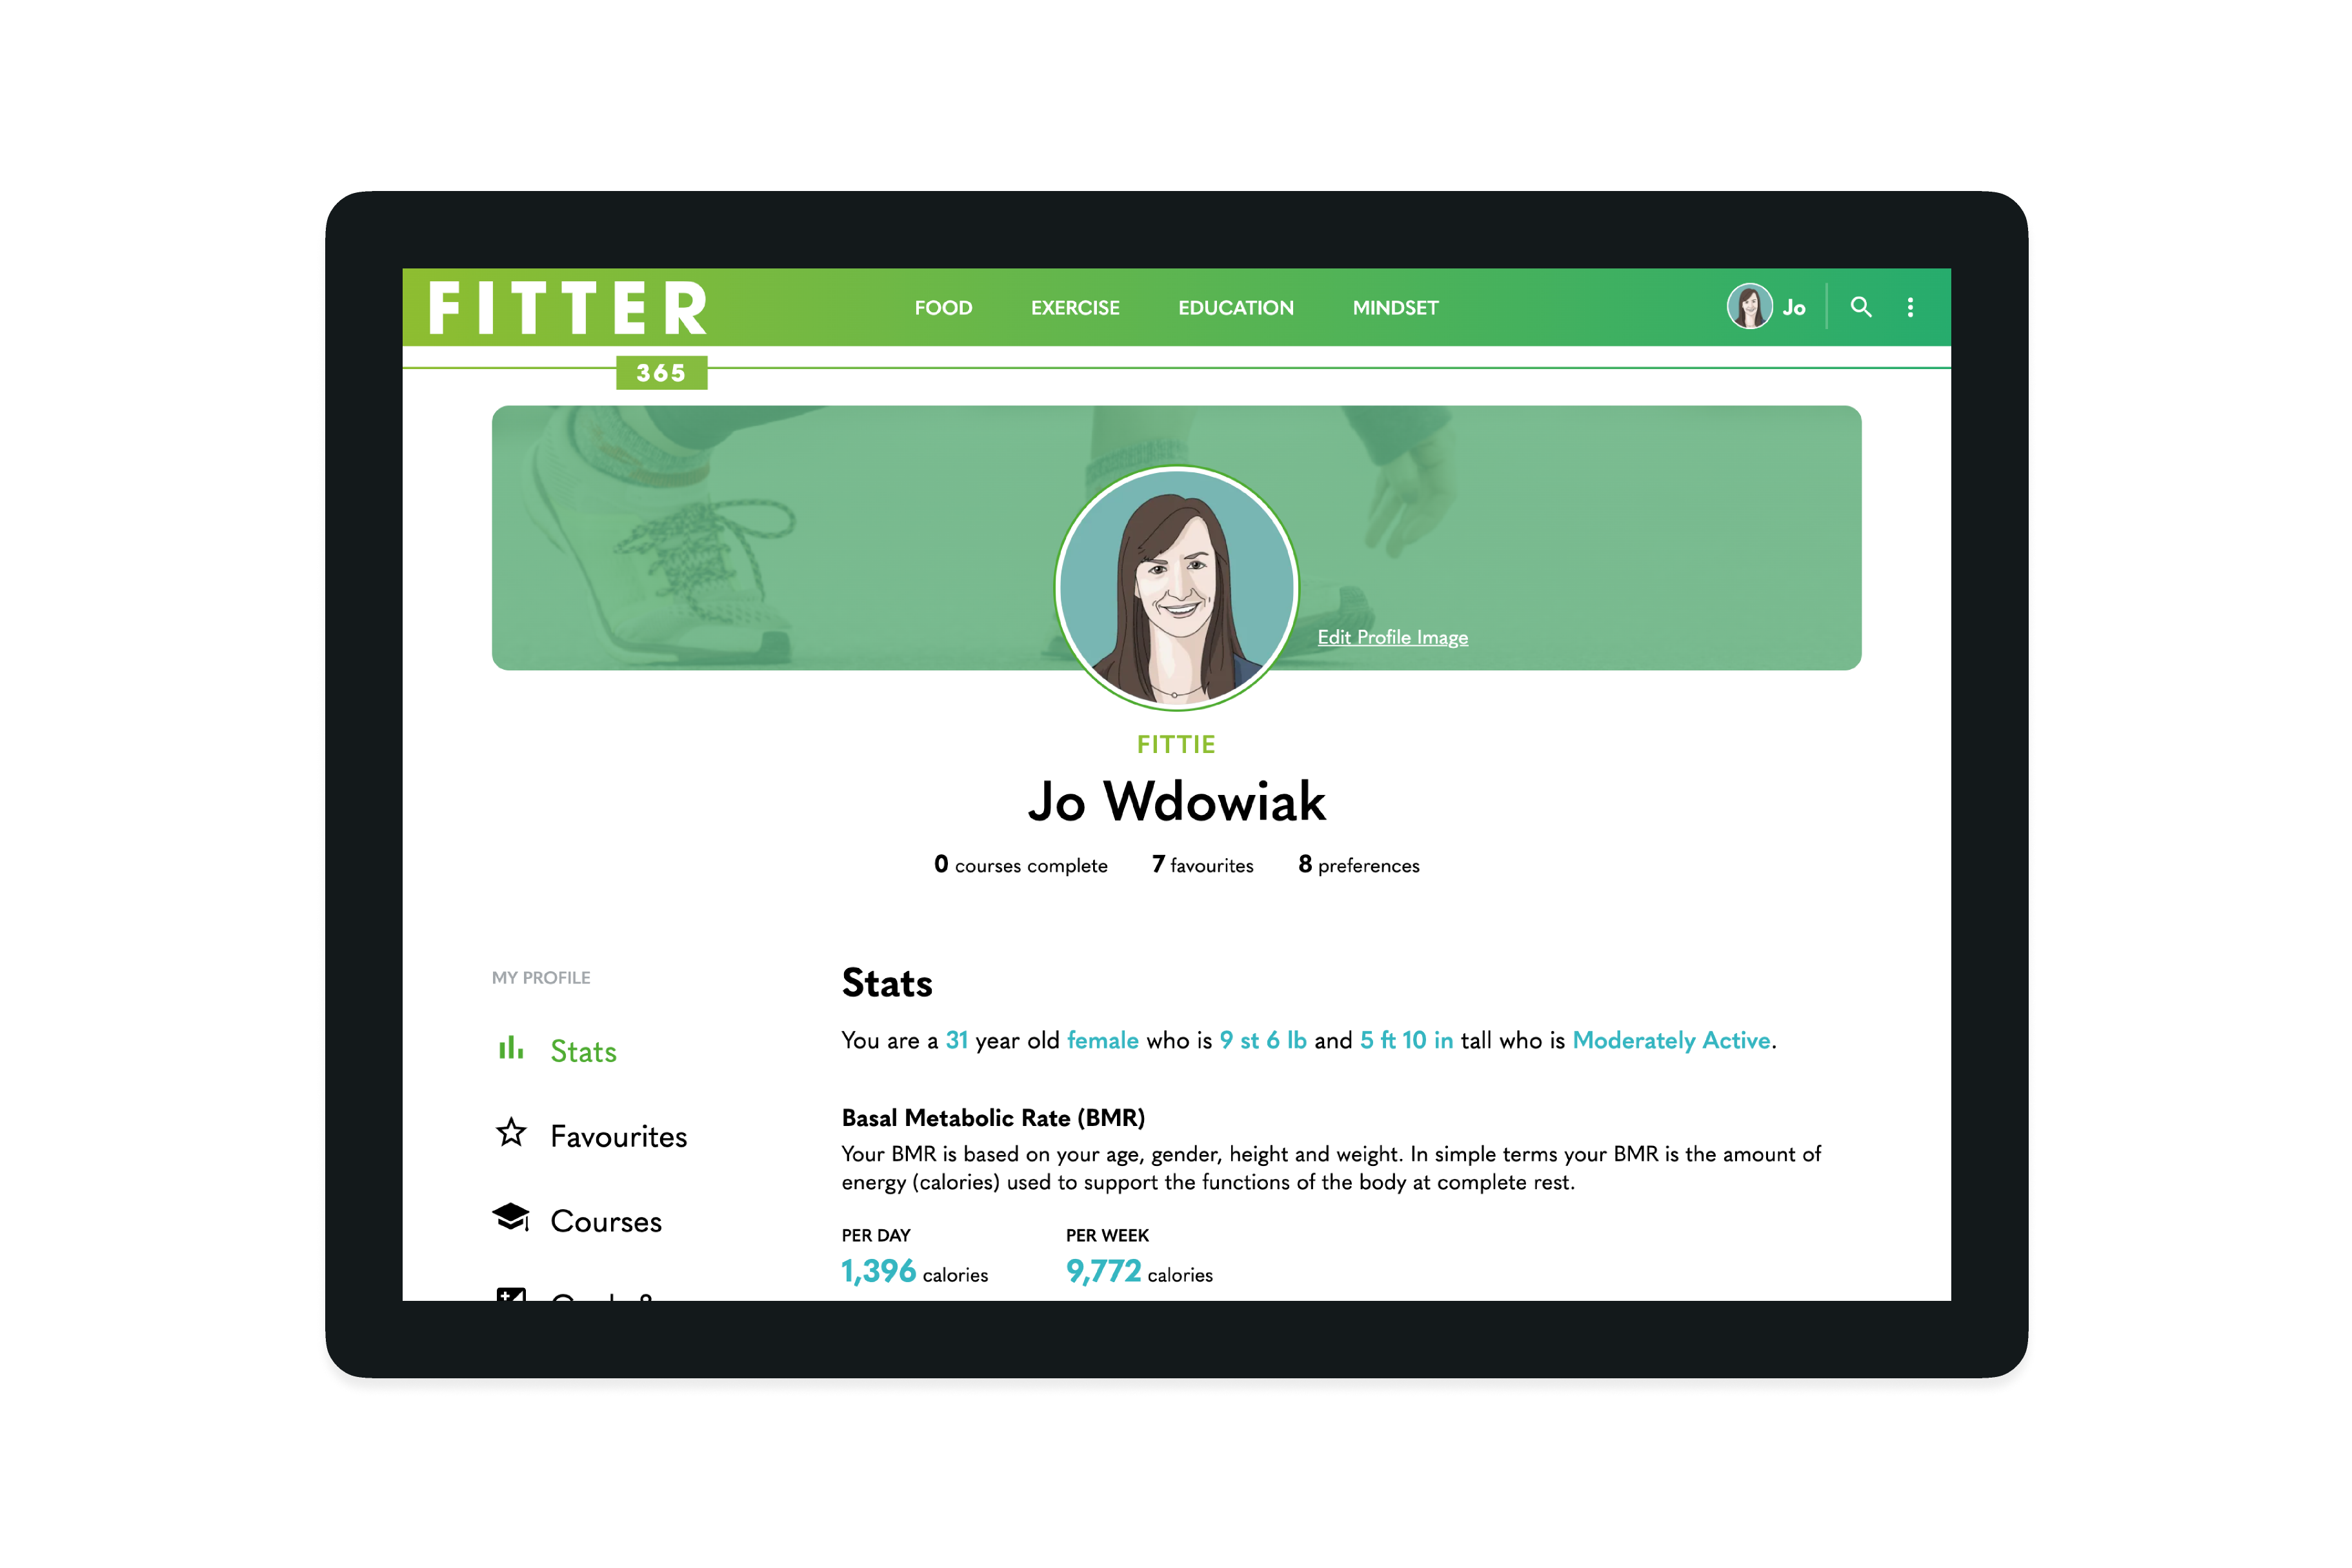 FITTER
365
FOOD EXERCISE EDUCATION MINDSET
Jo
Edit Profile Image
FITTIE
Jo Wdowiak
0 courses complete 7 favourites 8 preferences
MY PROFILE
Stats
Favourites
Courses
Stats
You are a 31 year old female who is 9 st 6 lb and 5 ft 10 in tall who is Moderately Active.
Basal Metabolic Rate (BMR)
Your BMR is based on your age, gender, height and weight. In simple terms your BMR is the amount of
energy (calories) used to support the functions of the body at complete rest.
PER DAY PER WEEK
1,396 calories 9,772 calories